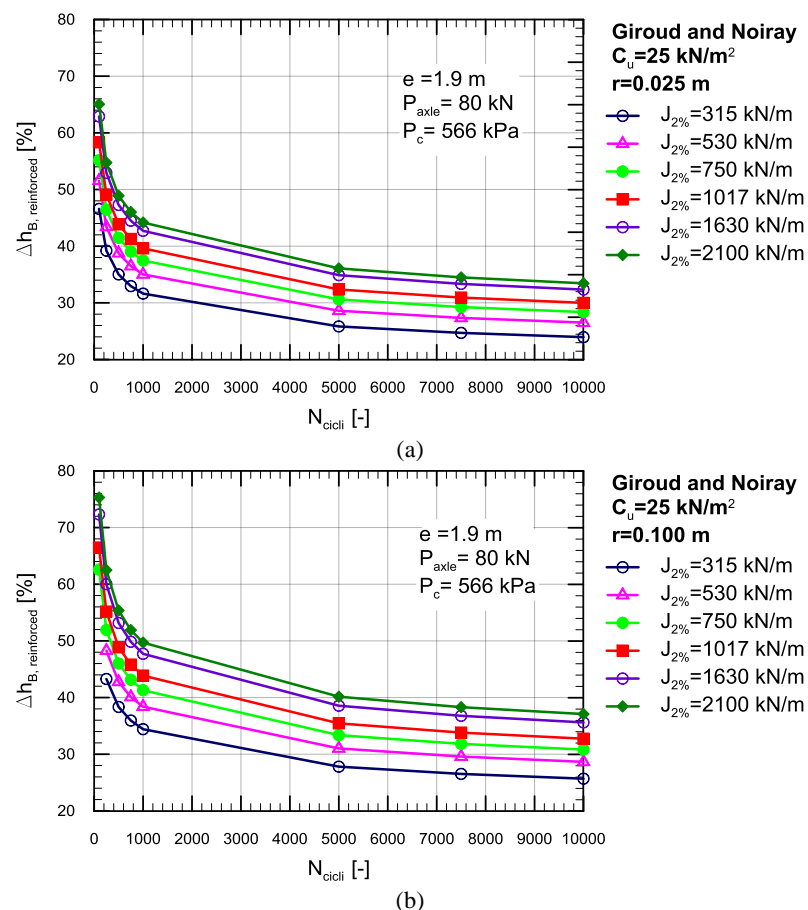 80
70
60
50
40
30
20
Δh_B, reinforced [%]
e =1.9 m
P_axle= 80 kN
P_c= 566 kPa
0 1000 2000 3000 4000 5000 6000 7000 8000 9000 10000
N_cicli [-]
Giroud and Noiray
C_u=25 kN/m²
r=0.025 m
J_2%=315 kN/m
J_2%=530 kN/m
J_2%=750 kN/m
J_2%=1017 kN/m
J_2%=1630 kN/m
J_2%=2100 kN/m
(a)
80
70
60
50
40
30
20
Δh_B, reinforced [%]
e =1.9 m
P_axle= 80 kN
P_c= 566 kPa
0 1000 2000 3000 4000 5000 6000 7000 8000 9000 10000
N_cicli [-]
Giroud and Noiray
C_u=25 kN/m²
r=0.100 m
J_2%=315 kN/m
J_2%=530 kN/m
J_2%=750 kN/m
J_2%=1017 kN/m
J_2%=1630 kN/m
J_2%=2100 kN/m
(b)